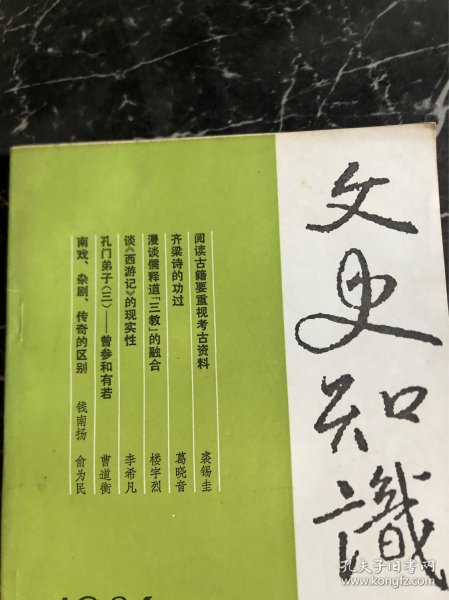 文史知識
阅读古籍要重视考古资料 裘锡圭
齐梁诗的功过 葛晓音
漫谈儒释道「三教」的融合 楼宇烈
谈《西游记》的现实性 李希凡
孔门弟子(三)——曾参和有若 曹道衡
南戏、杂剧、传奇的区别 钱南扬 俞为民
孔夫子旧书网